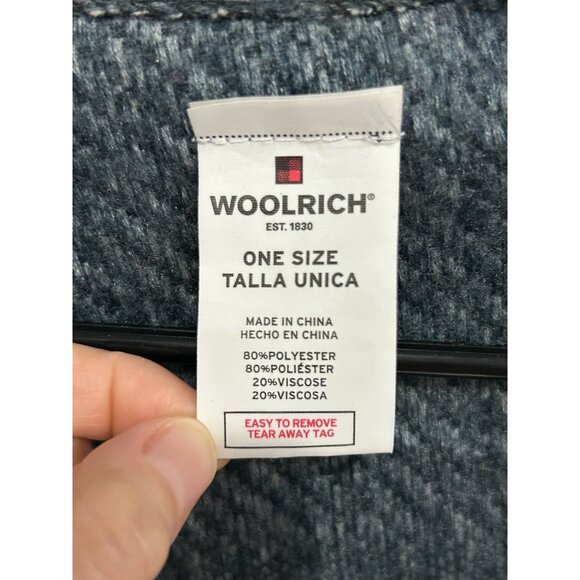 WOOLRICH®
EST. 1830
ONE SIZE
TALLA UNICA
MADE IN CHINA
HECHO EN CHINA
80%POLYESTER
80%POLIÉSTER
20%VISCOSE
20%VISCOSA
EASY TO REMOVE
TEAR AWAY TAG